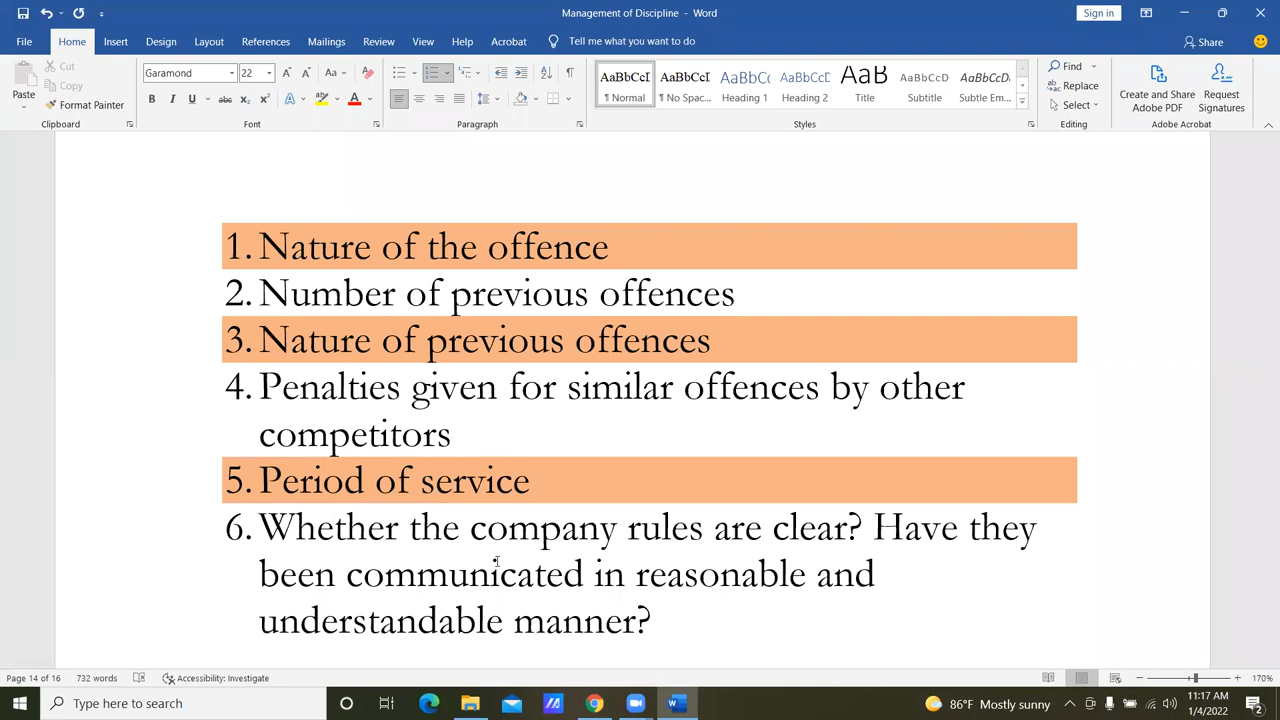 Management of Discipline - Word
Sign in
File Home Insert Design Layout References Mailings Review View Help Acrobat Tell me what you want to do Share
Paste Cut Copy Format Painter
Garamond 22
AaBbCcI AaBbCcI AaBbCc AaBbCcI AaB AaBbCcD AaBbCcD
¶ Normal ¶ No Spac... Heading 1 Heading 2 Title Subtitle Subtle Em...
Find Replace Select
Create and Share Adobe PDF Request Signatures
Clipboard Font Paragraph Styles Editing Adobe Acrobat
1. Nature of the offence
2. Number of previous offences
3. Nature of previous offences
4. Penalties given for similar offences by other
competitors
5. Period of service
6. Whether the company rules are clear? Have they
been communicated in reasonable and
understandable manner?
Page 14 of 16 732 words Accessibility: Investigate 170%
Type here to search 86°F Mostly sunny 11:17 AM
1/4/2022